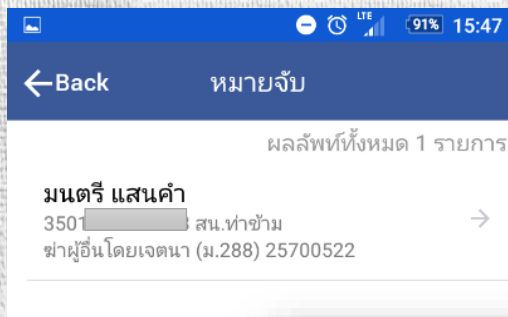 LTE 91% 15:47
Back หมายจับ
ผลลัพท์ทั้งหมด 1 รายการ
มนตรี แสนคำ
3501 สน.ท่าข้าม
ฆ่าผู้อื่นโดยเจตนา (ม.288) 25700522